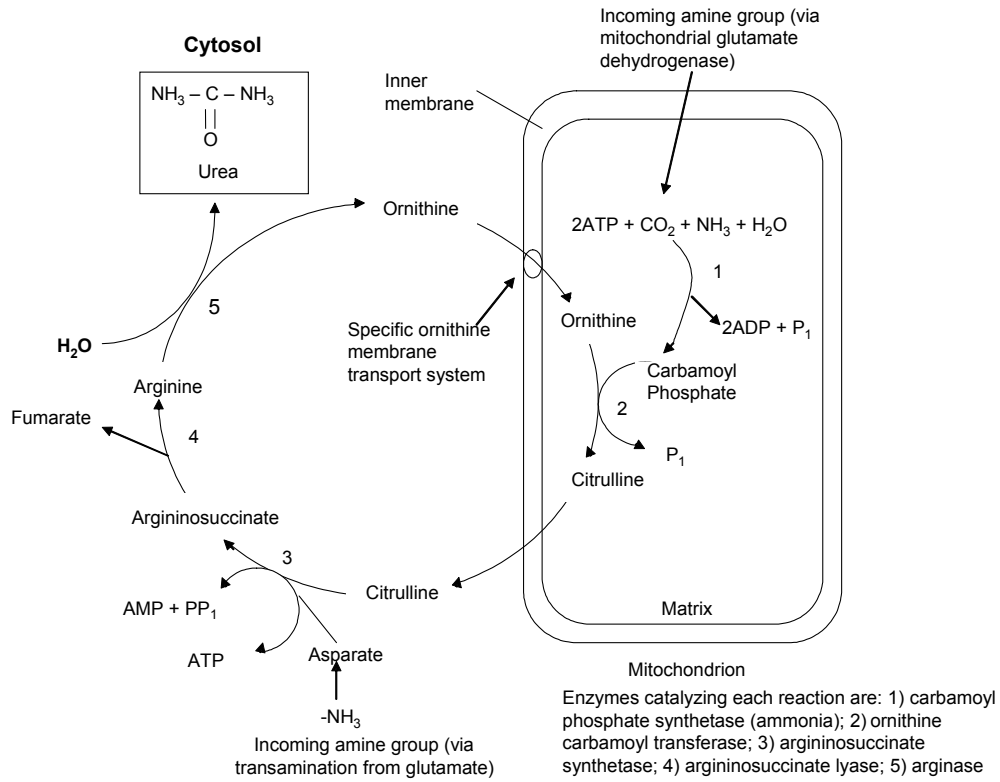 Incoming amine group (via
mitochondrial glutamate
dehydrogenase)
Cytosol
NH₃ – C – NH₃
O
Urea
Inner
membrane
Ornithine
2ATP + CO₂ + NH₃ + H₂O
1
5
Ornithine
2ADP + P₁
Specific ornithine
membrane
transport system
H₂O
Carbamoyl
Phosphate
Arginine
2
Fumarate
4
P₁
Citrulline
Argininosuccinate
3
Citrulline
AMP + PP₁
Matrix
ATP
Asparate
Mitochondrion
-NH₃
Incoming amine group (via
transamination from glutamate)
Enzymes catalyzing each reaction are: 1) carbamoyl
phosphate synthetase (ammonia); 2) ornithine
carbamoyl transferase; 3) argininosuccinate
synthetase; 4) argininosuccinate lyase; 5) arginase